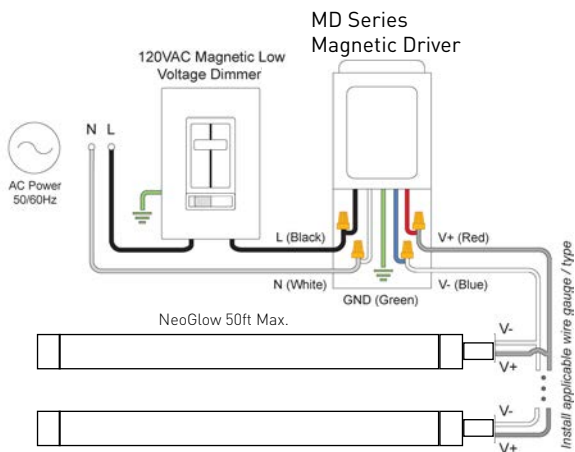 MD Series
Magnetic Driver
120VAC Magnetic Low
Voltage Dimmer
N L
AC Power
50/60Hz
L (Black)
V+ (Red)
N (White)
V- (Blue)
GND (Green)
NeoGlow 50ft Max.
V-
V+
V-
V+
Install applicable wire gauge / type